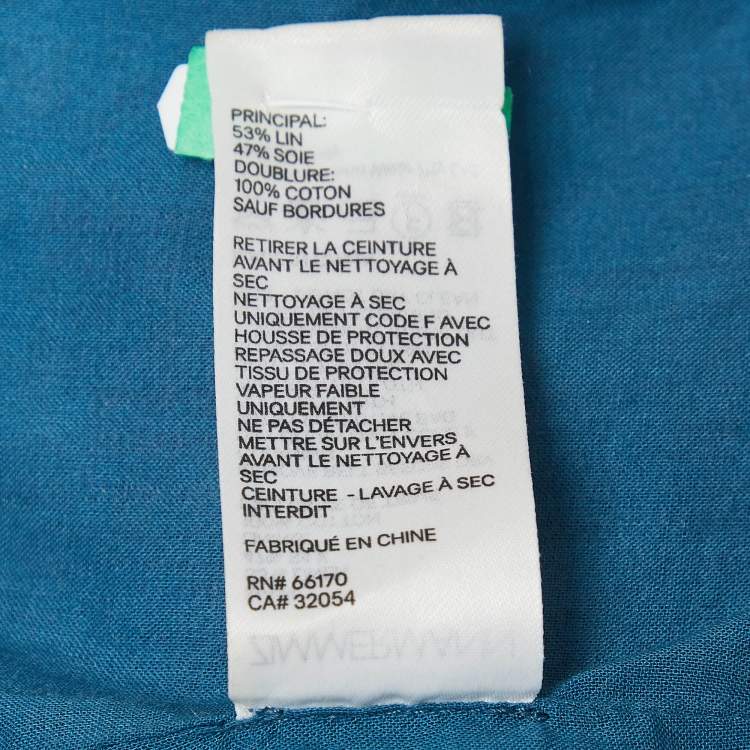 PRINCIPAL:
53% LIN
47% SOIE
DOUBLURE:
100% COTON
SAUF BORDURES
RETIRER LA CEINTURE
AVANT LE NETTOYAGE À
SEC
NETTOYAGE À SEC
UNIQUEMENT CODE F AVEC
HOUSSE DE PROTECTION
REPASSAGE DOUX AVEC
TISSU DE PROTECTION
VAPEUR FAIBLE
UNIQUEMENT
NE PAS DÉTACHER
METTRE SUR L'ENVERS
AVANT LE NETTOYAGE À
SEC
CEINTURE - LAVAGE À SEC
INTERDIT
FABRIQUÉ EN CHINE
RN# 66170
CA# 32054
ZIMMERMANN